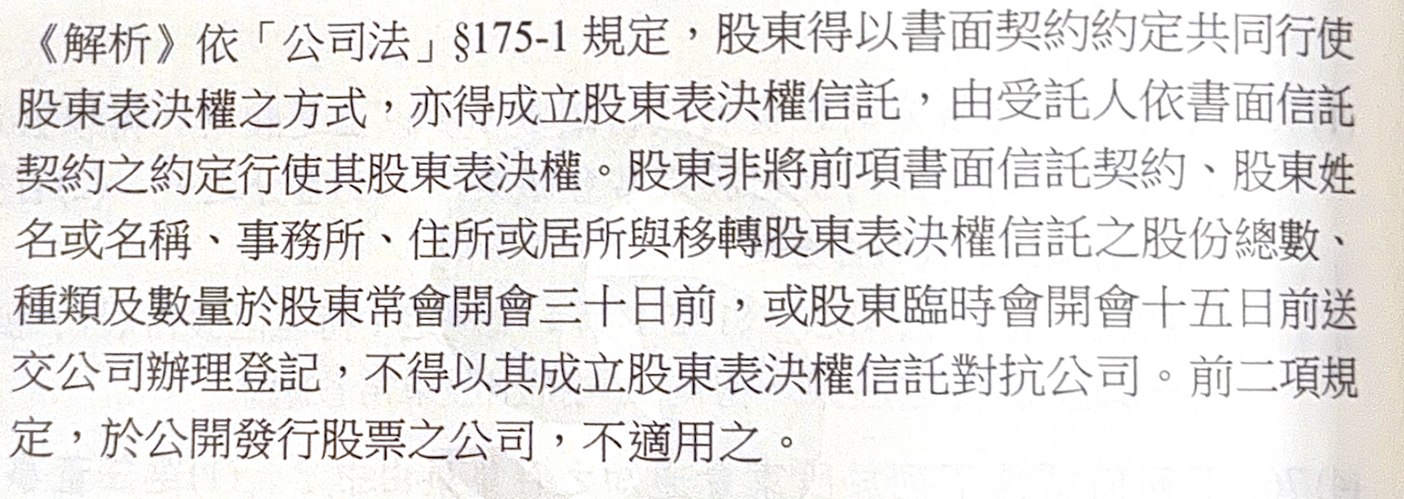 《解析》依「公司法」§175-1 規定，股東得以書面契約約定共同行使
股東表決權之方式，亦得成立股東表決權信託，由受託人依書面信託
契約之約定行使其股東表決權。股東非將前項書面信託契約、股東姓
名或名稱、事務所、住所或居所與移轉股東表決權信託之股份總數、
種類及數量於股東常會開會三十日前，或股東臨時會開會十五日前送
交公司辦理登記，不得以其成立股東表決權信託對抗公司。前二項規
定，於公開發行股票之公司，不適用之。